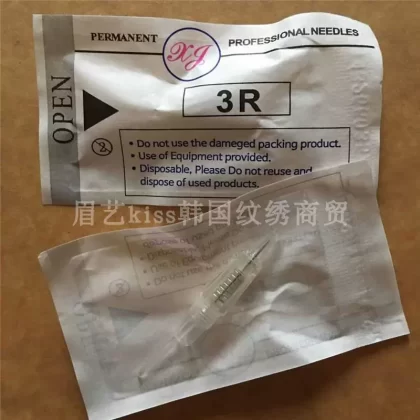 PERMANENT
XJ
PROFESSIONAL NEEDLES
OPEN
3R
• Do not use the dameged packing product.
• Use of Equipment provided.
• Disposable, Please Do not reuse and
dispose of used products.
眉艺kiss韩国纹绣商贸